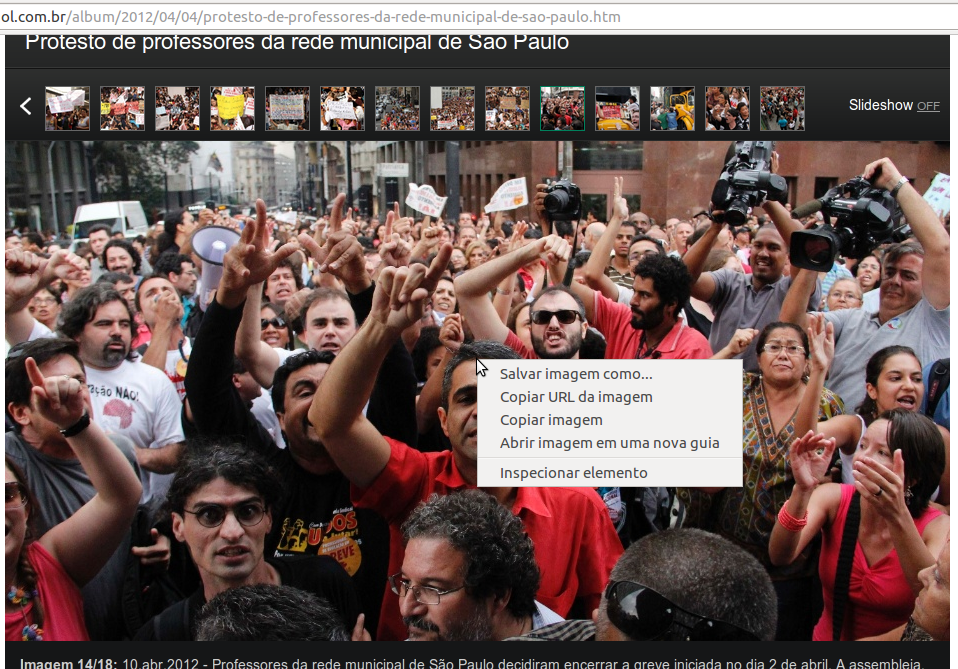 ol.com.br/album/2012/04/04/protesto-de-professores-da-rede-municipal-de-sao-paulo.htm
Protesto de professores da rede municipal de São Paulo
Slideshow OFF
ção NÃO!
Salvar imagem como...
Copiar URL da imagem
Copiar imagem
Abrir imagem em uma nova guia
Inspecionar elemento
GREVE
Imagem 14/18: 10.abr.2012 - Professores da rede municipal de São Paulo decidiram encerrar a greve iniciada no dia 2 de abril. A assembleia,